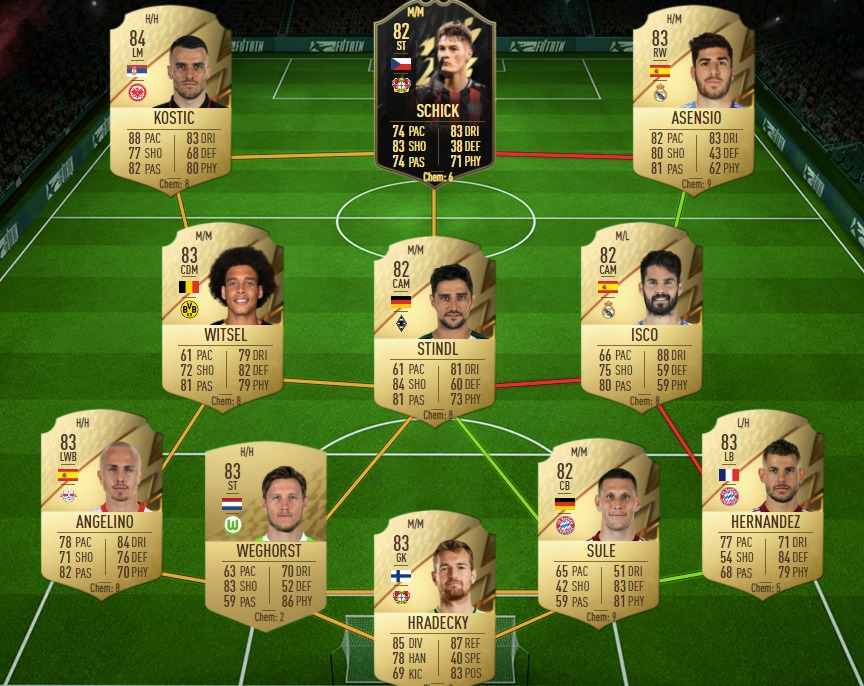 H/H
84
LM
KOSTIC
88 PAC 83 DRI
77 SHO 68 DEF
82 PAS 80 PHY
Chem: 8
M/M
82
ST
SCHICK
74 PAC 83 DRI
83 SHO 38 DEF
74 PAS 71 PHY
Chem: 6
H/M
83
RW
ASENSIO
82 PAC 83 DRI
80 SHO 43 DEF
81 PAS 62 PHY
Chem: 9
FUTBIN
FUTBIN
FUTBIN
FUTBIN
M/M
83
CDM
WITSEL
61 PAC 79 DRI
72 SHO 82 DEF
81 PAS 79 PHY
Chem: 8
M/M
82
CAM
STINDL
61 PAC 81 DRI
84 SHO 60 DEF
81 PAS 73 PHY
Chem: 8
M/L
82
CAM
ISCO
66 PAC 88 DRI
75 SHO 59 DEF
80 PAS 59 PHY
Chem: 8
H/H
83
LWB
ANGELINO
78 PAC 84 DRI
71 SHO 76 DEF
82 PAS 70 PHY
Chem: 8
H/H
83
ST
WEGHORST
63 PAC 70 DRI
83 SHO 52 DEF
59 PAS 86 PHY
Chem: 2
M/M
83
GK
HRADECKY
85 DIV 87 REF
78 HAN 40 SPE
69 KIC 83 POS
M/M
82
CB
SULE
65 PAC 51 DRI
42 SHO 83 DEF
59 PAS 81 PHY
Chem: 9
L/H
83
LB
HERNANDEZ
77 PAC 71 DRI
54 SHO 84 DEF
68 PAS 79 PHY
Chem: 5